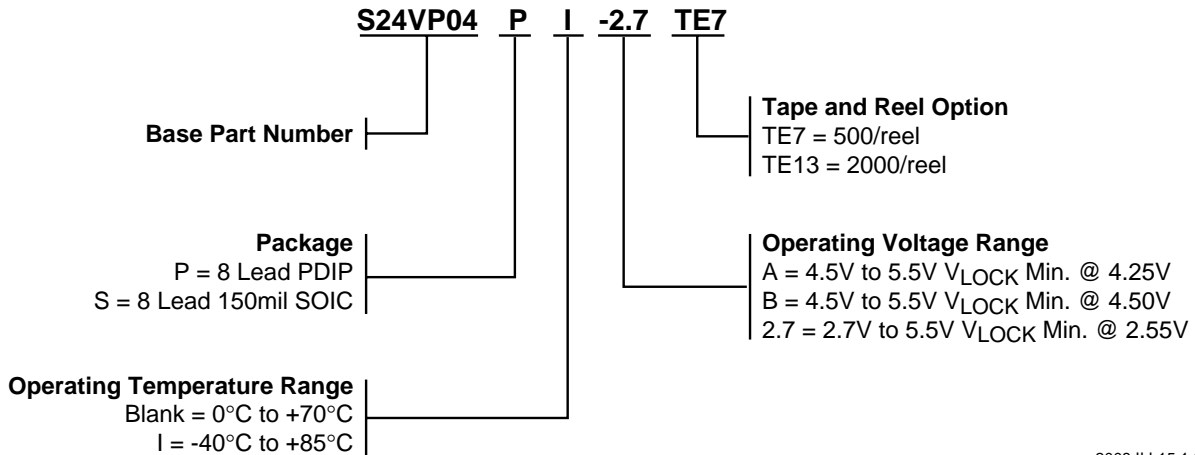 S24VP04 P I -2.7 TE7
Base Part Number
Tape and Reel Option
TE7 = 500/reel
TE13 = 2000/reel
Package
P = 8 Lead PDIP
S = 8 Lead 150mil SOIC
Operating Voltage Range
A = 4.5V to 5.5V VLOCK Min. @ 4.25V
B = 4.5V to 5.5V VLOCK Min. @ 4.50V
2.7 = 2.7V to 5.5V VLOCK Min. @ 2.55V
Operating Temperature Range
Blank = 0°C to +70°C
I = -40°C to +85°C